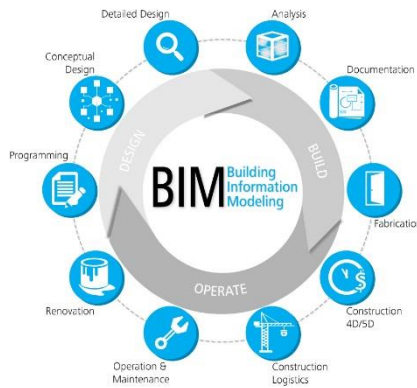 Detailed Design
Analysis
Conceptual
Design
Documentation
Programming
DESIGN
BUILD
BIM
Building
Information
Modeling
Fabrication
OPERATE
Renovation
$
Construction
4D/5D
Operation &
Maintenance
Construction
Logistics